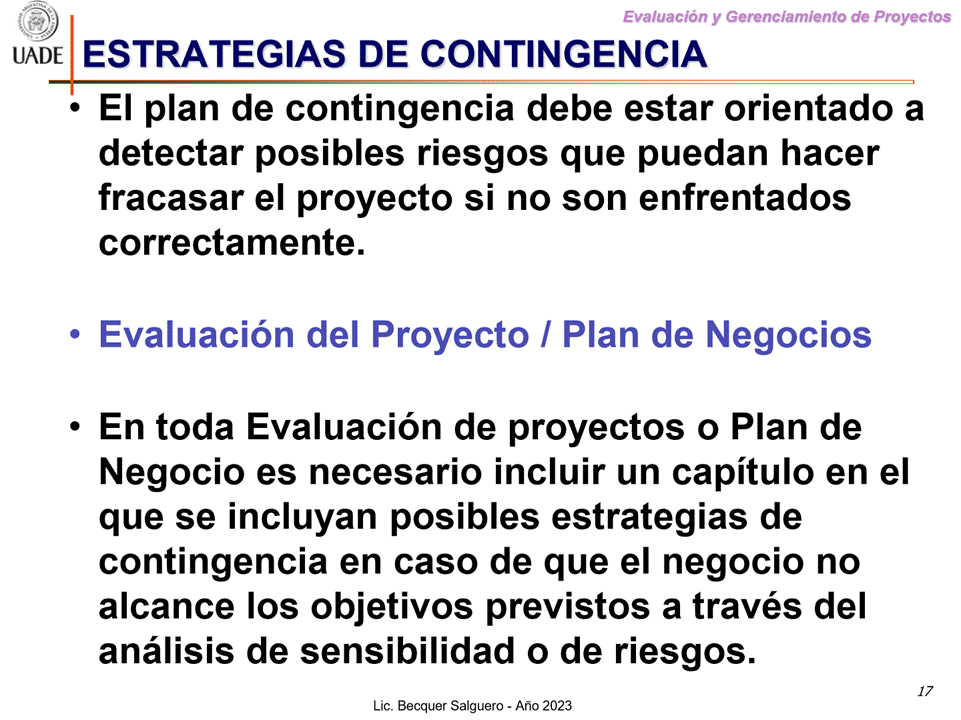 Evaluación y Gerenciamiento de Proyectos
UADE
ESTRATEGIAS DE CONTINGENCIA
• El plan de contingencia debe estar orientado a
detectar posibles riesgos que puedan hacer
fracasar el proyecto si no son enfrentados
correctamente.
• Evaluación del Proyecto / Plan de Negocios
• En toda Evaluación de proyectos o Plan de
Negocio es necesario incluir un capítulo en el
que se incluyan posibles estrategias de
contingencia en caso de que el negocio no
alcance los objetivos previstos a través del
análisis de sensibilidad o de riesgos.
17
Lic. Becquer Salguero - Año 2023